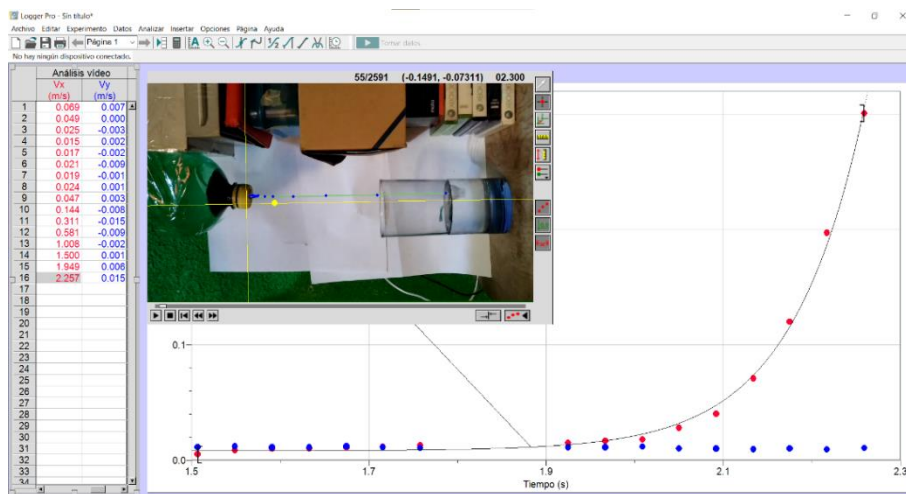 Logger Pro - Sin título*
Archivo Editar Experimento Datos Analizar Insertar Opciones Página Ayuda
Página 1
Tomar datos
No hay ningún dispositivo conectado.
Análisis vídeo
Vx Vy
(m/s) (m/s)
1 0.069 0.007
2 0.049 0.000
3 0.025 -0.003
4 0.015 0.002
5 0.017 -0.002
6 0.021 -0.009
7 0.019 0.001
8 0.024 0.001
9 0.047 0.003
10 0.144 -0.008
11 0.311 -0.015
12 0.581 -0.009
13 1.008 -0.002
14 1.500 0.001
15 1.949 0.006
16 2.257 0.015
17
18
19
20
21
22
23
24
25
26
27
28
29
30
31
32
33
34
55/2591 (-0.1491, -0.07311) 02.300
0.1
0.0
1.5 1.7 1.9 2.1 2.3
Tiempo (s)